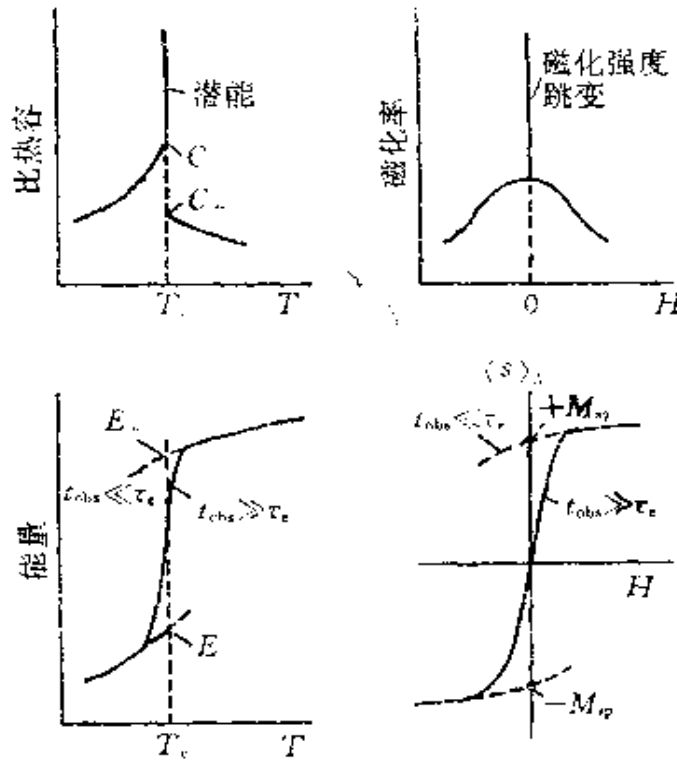 比热容
潜能
C
C
T
T
磁化率
磁化强度
跳变
0
H
能量
E
t_obs≪τ_e
t_obs≫τ_e
E
T
T
⟨s⟩
t_obs≪τ_e
+M_sp
t_obs≫τ_e
H
−M_sp